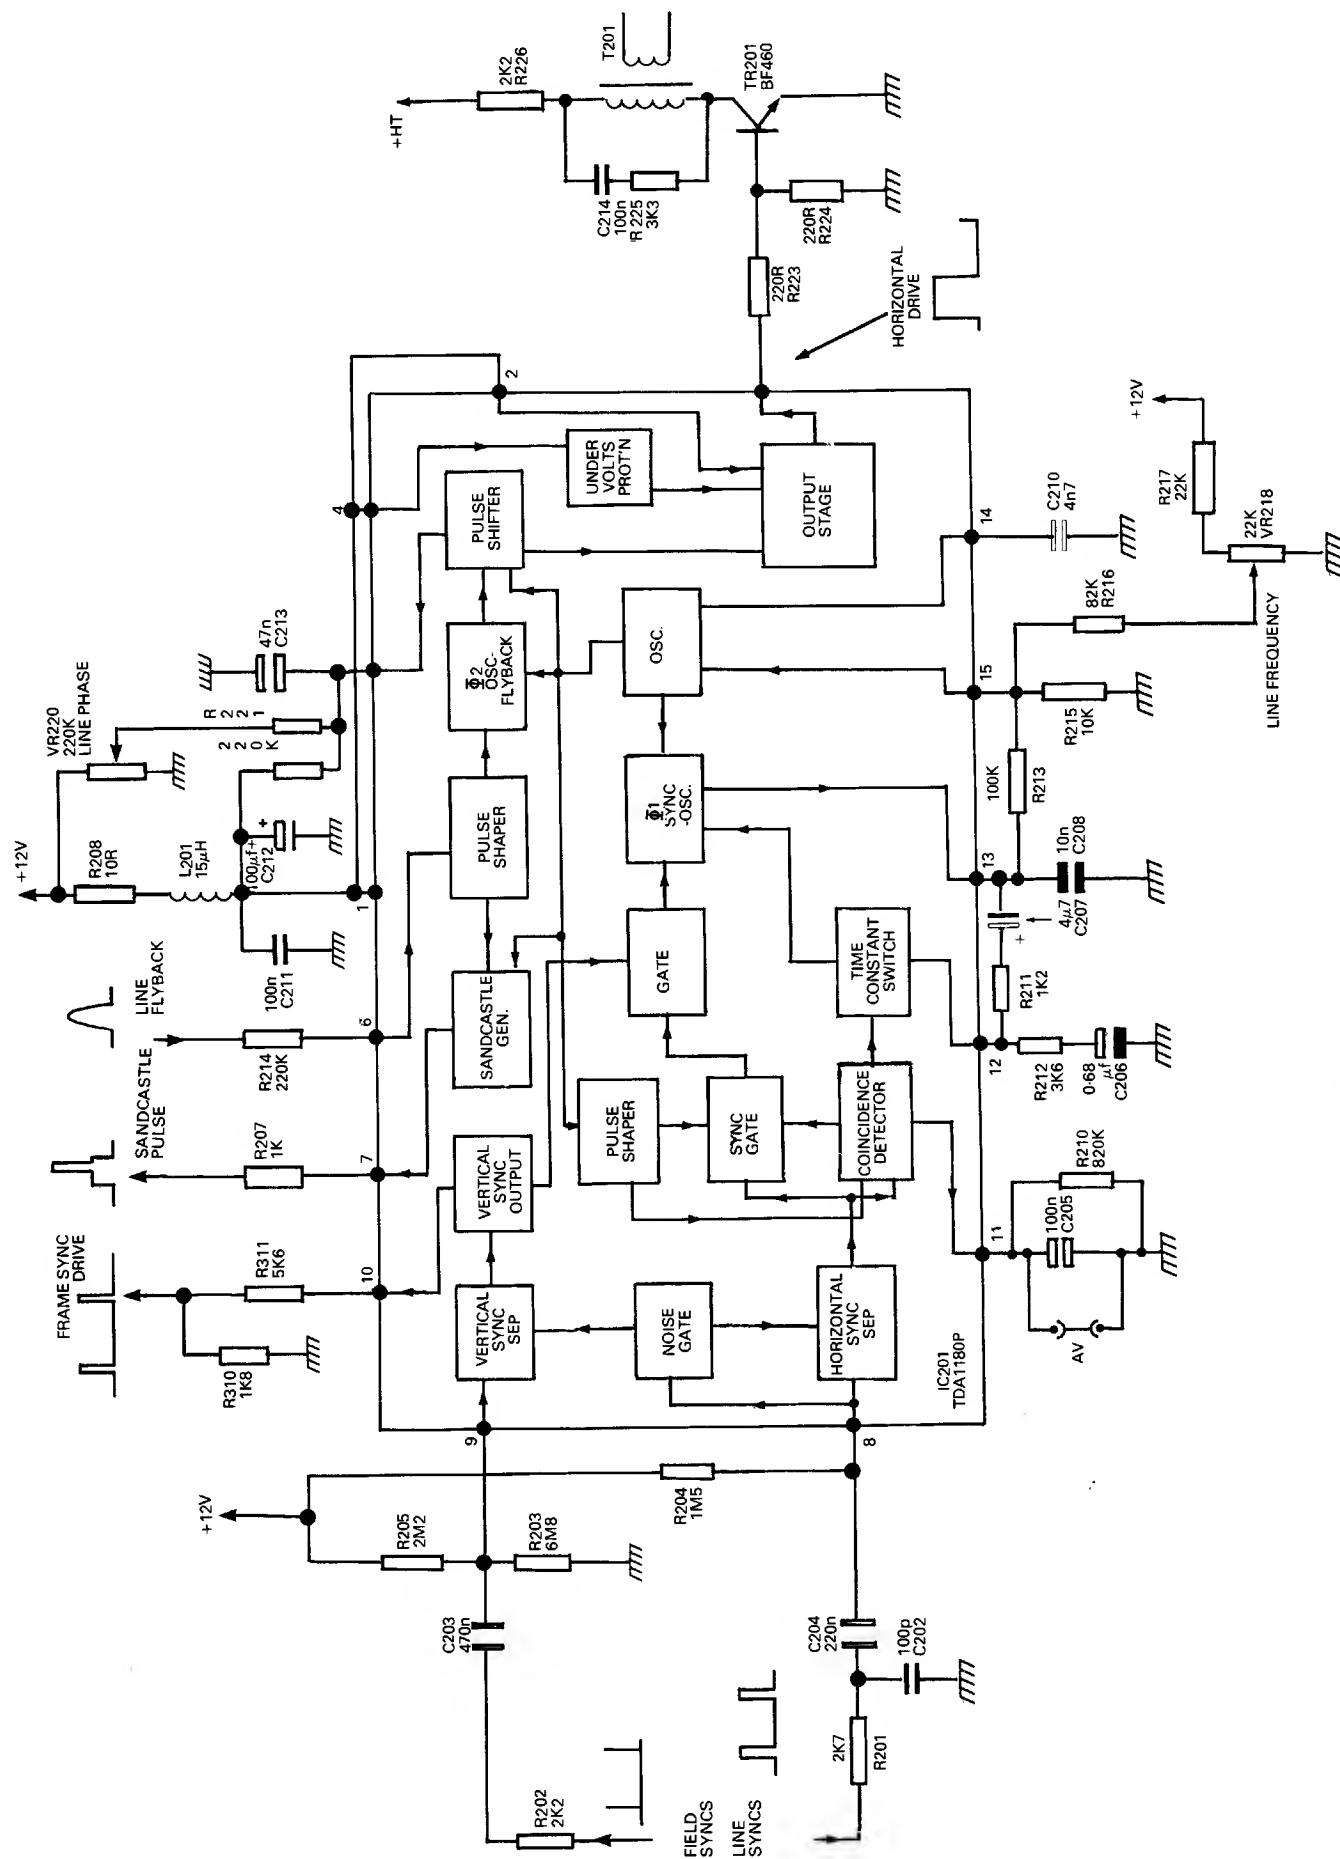 FRAME SYNC
DRIVE
SANDCASTLE
PULSE
LINE
FLYBACK
+12V
VR220
220K
LINE PHASE
R208
10R
L201
15µH
R221
220K
47n
C213
R310
1K8
R311
5K6
R207
1K
R214
220K
100n
C211
100µf+
C212
+
+HT
2K2
R226
T201
C214
100n
R225
3K3
TR201
BF460
220R
R224
220R
R223
HORIZONTAL
DRIVE
10
7
6
1
4
2
+12V
R205
2M2
R203
6M8
R204
1M5
C203
470n
9
VERTICAL
SYNC
SEP
VERTICAL
SYNC
OUTPUT
SANDCASTLE
GEN.
PULSE
SHAPER
Φ2
OSC-
FLYBACK
PULSE
SHIFTER
UNDER
VOLTS
PROT'N
NOISE
GATE
PULSE
SHAPER
SYNC
GATE
GATE
Φ1
SYNC
-OSC.
OSC.
OUTPUT
STAGE
HORIZONTAL
SYNC
SEP
COINCIDENCE
DETECTOR
TIME
CONSTANT
SWITCH
R202
2K2
FIELD
SYNCS
LINE
SYNCS
2K7
R201
C204
220n
100p
C202
8
IC201
TDA1180P
11
12
13
15
14
AV
100n
C205
R210
820K
R212
3K6
0·68
µf
C206
R211
1K2
+
4µ7
C207
10n
C208
100K
R213
R215
10K
82K
R216
LINE FREQUENCY
C210
4n7
22K
VR218
R217
22K
+12V